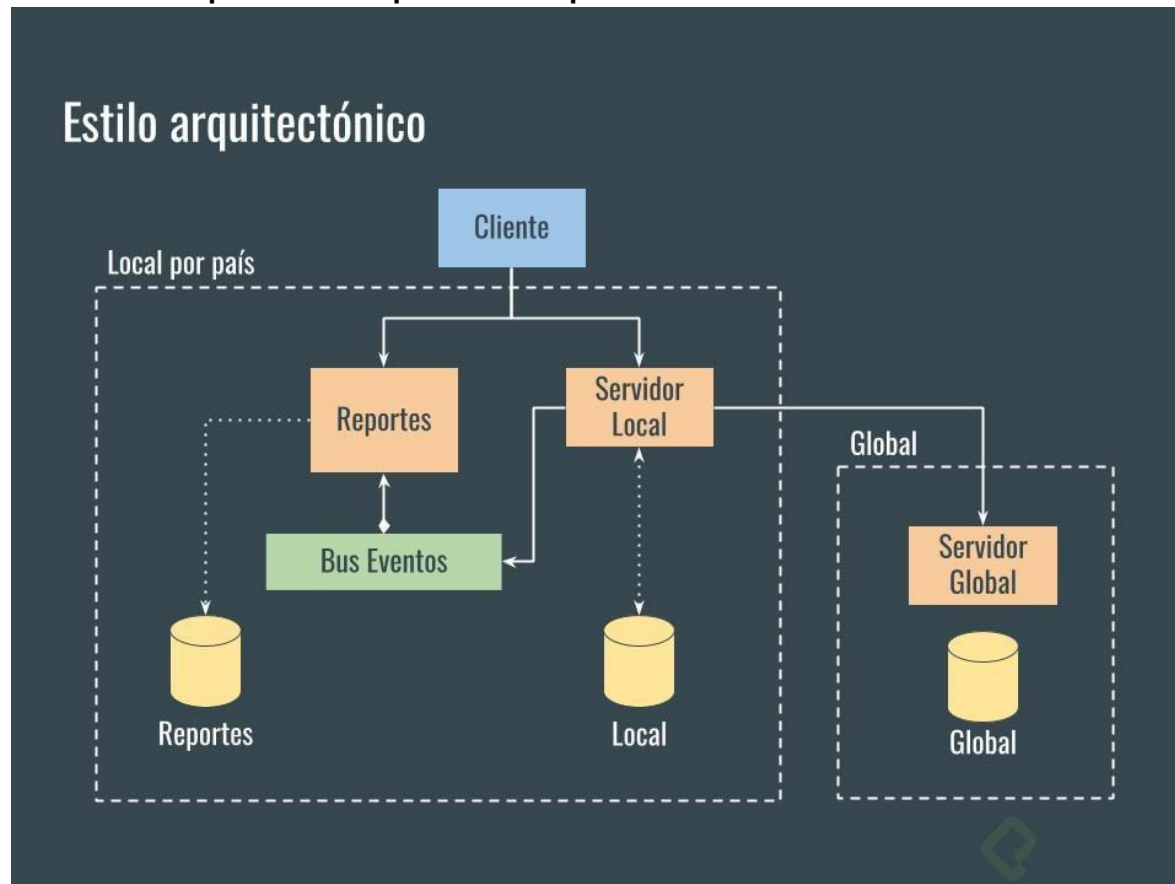 Estilo arquitectónico
Cliente
Local por país
Reportes
Servidor
Local
Global
Bus Eventos
Servidor
Global
Reportes
Local
Global